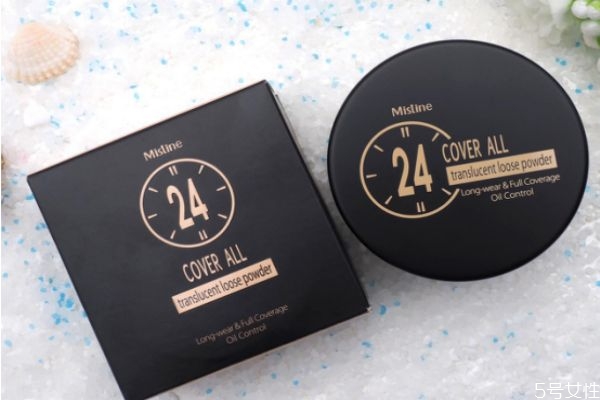 Mistine
24
COVER ALL
translucent loose powder
Long-wear & Full Coverage
Oil Control
Mistine
24
COVER ALL
translucent loose powder
Long-wear & Full Coverage
Oil Control
5号女性